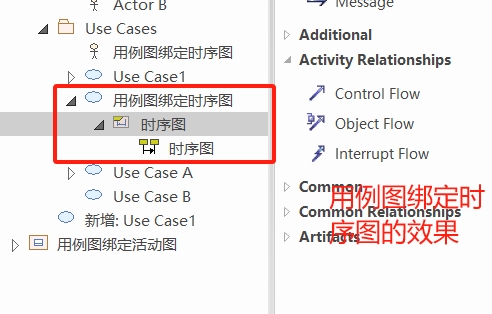 Actor B
Use Cases
用例图绑定时序图
Use Case1
用例图绑定时序图
时序图
时序图
Use Case A
Use Case B
新增: Use Case1
用例图绑定活动图
Message
Additional
Activity Relationships
Control Flow
Object Flow
Interrupt Flow
Common
Common Relationships
Artifacts
用例图绑定时
序图的效果